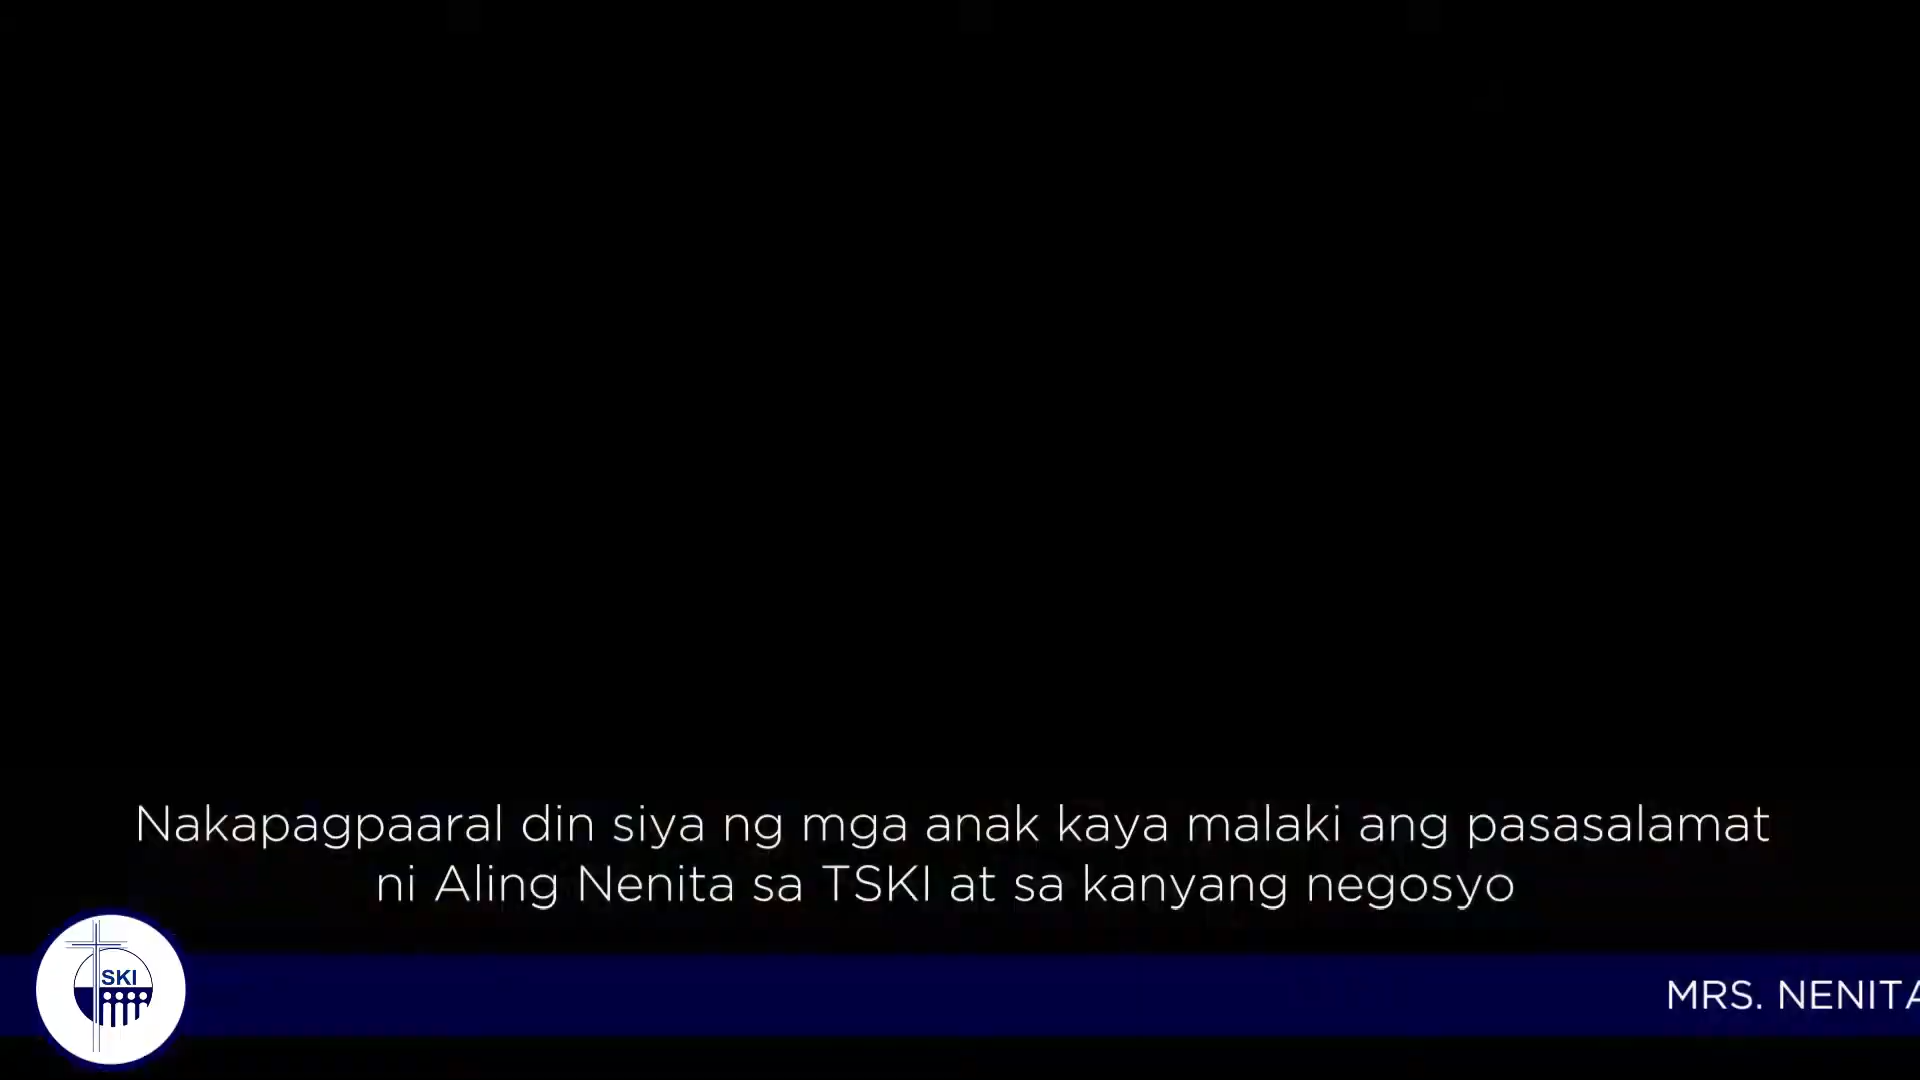 Nakapagpaaral din siya ng mga anak kaya malaki ang pasasalamat
ni Aling Nenita sa TSKI at sa kanyang negosyo
SKI
MRS. NENITA